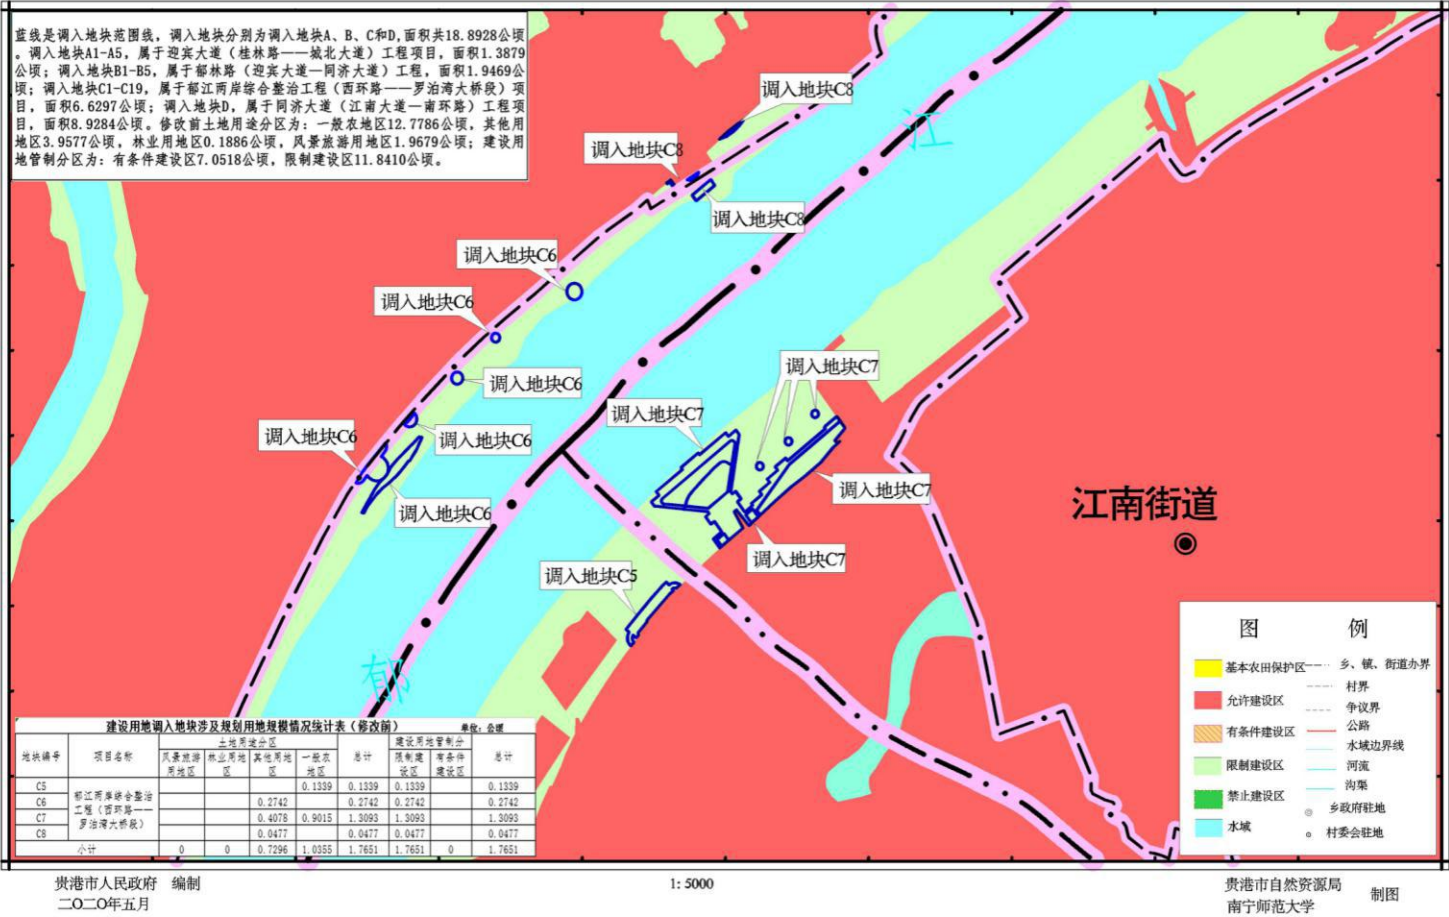 蓝线是调入地块范围线，调入地块分别为调入地块A、B、C和D,面积共18.8928公顷
。调入地块A1-A5，属于迎宾大道（桂林路——城北大道）工程项目，面积1.3879
公顷；调入地块B1-B5，属于郁林路（迎宾大道—同济大道）工程，面积1.9469公
顷；调入地块C1-C19，属于郁江两岸综合整治工程（西环路——罗泊湾大桥段）项
目，面积6.6297公顷；调入地块D，属于同济大道（江南大道—南环路）工程项
目，面积8.9284公顷。修改前土地用途分区为：一般农地区12.7786公顷，其他用
地区3.9577公顷，林业用地区0.1886公顷，风景旅游用地区1.9679公顷；建设用
地管制分区为：有条件建设区7.0518公顷，限制建设区11.8410公顷。
调入地块C8
江
调入地块C8
调入地块C8
调入地块C6
调入地块C6
调入地块C7
调入地块C6
调入地块C7
调入地块C6
调入地块C6
调入地块C7
江南街道
调入地块C6
调入地块C7
调入地块C5
郁
图 例
基本农田保护区
允许建设区
有条件建设区
限制建设区
禁止建设区
水域
乡、镇、街道办界
村界
争议界
公路
水域边界线
河流
沟渠
乡政府驻地
村委会驻地
建设用地调入地块涉及规划用地规模情况统计表（修改前） 单位：公顷
地块编号 项目名称 土地用途分区 总计 建设用地管制分 总计
风景旅游用地区 林业用地区 其他用地区 一般农地区 限制建设区 有条件建设区
C5 0.1339 0.1339 0.1339 0.1339
郁江两岸综合整治
工程（西环路——
罗泊湾大桥段）
C6 0.2742 0.2742 0.2742 0.2742
C7 0.4078 0.9015 1.3093 1.3093 1.3093
C8 0.0477 0.0477 0.0477 0.0477
小计 0 0 0.7296 1.0355 1.7651 1.7651 0 1.7651
贵港市人民政府 编制
二〇二〇年五月
1：5000
贵港市自然资源局
南宁师范大学
制图